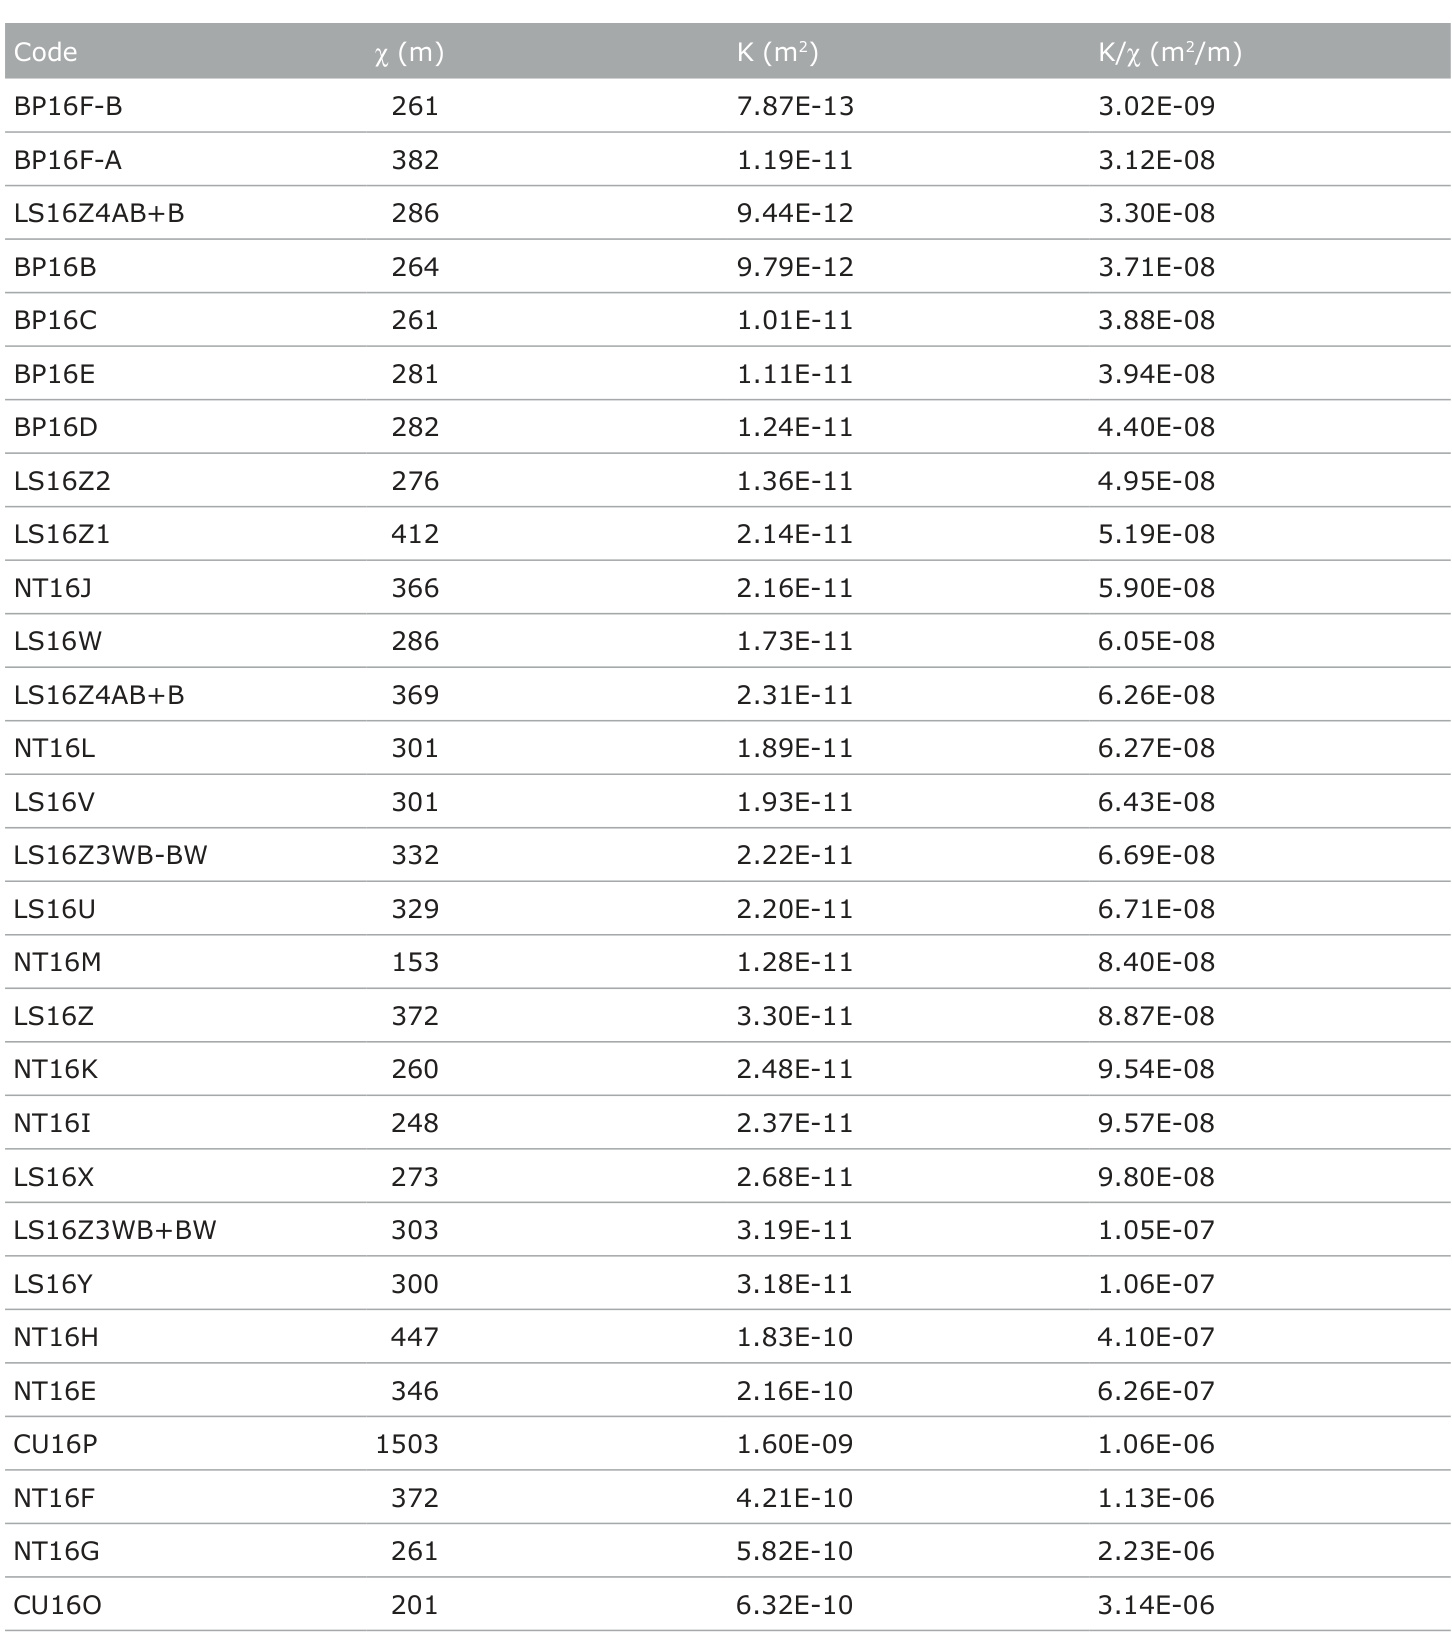 Code χ (m) K (m²) K/χ (m²/m)
BP16F-B 261 7.87E-13 3.02E-09
BP16F-A 382 1.19E-11 3.12E-08
LS16Z4AB+B 286 9.44E-12 3.30E-08
BP16B 264 9.79E-12 3.71E-08
BP16C 261 1.01E-11 3.88E-08
BP16E 281 1.11E-11 3.94E-08
BP16D 282 1.24E-11 4.40E-08
LS16Z2 276 1.36E-11 4.95E-08
LS16Z1 412 2.14E-11 5.19E-08
NT16J 366 2.16E-11 5.90E-08
LS16W 286 1.73E-11 6.05E-08
LS16Z4AB+B 369 2.31E-11 6.26E-08
NT16L 301 1.89E-11 6.27E-08
LS16V 301 1.93E-11 6.43E-08
LS16Z3WB-BW 332 2.22E-11 6.69E-08
LS16U 329 2.20E-11 6.71E-08
NT16M 153 1.28E-11 8.40E-08
LS16Z 372 3.30E-11 8.87E-08
NT16K 260 2.48E-11 9.54E-08
NT16I 248 2.37E-11 9.57E-08
LS16X 273 2.68E-11 9.80E-08
LS16Z3WB+BW 303 3.19E-11 1.05E-07
LS16Y 300 3.18E-11 1.06E-07
NT16H 447 1.83E-10 4.10E-07
NT16E 346 2.16E-10 6.26E-07
CU16P 1503 1.60E-09 1.06E-06
NT16F 372 4.21E-10 1.13E-06
NT16G 261 5.82E-10 2.23E-06
CU16O 201 6.32E-10 3.14E-06